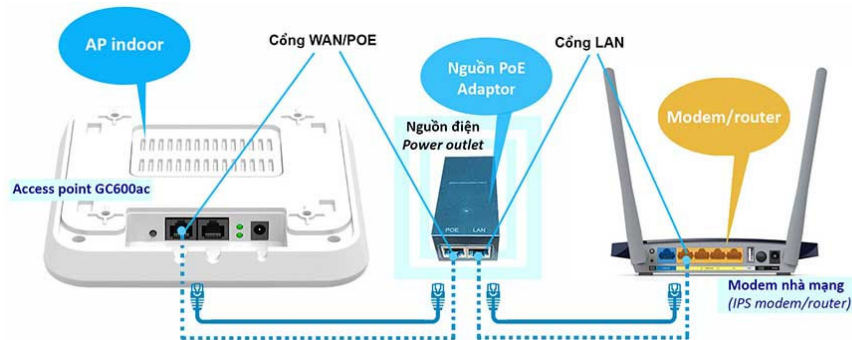 AP indoor
Cổng WAN/POE
Cổng LAN
Nguồn PoE
Adaptor
Modem/router
Nguồn điện
Power outlet
Access point GC600ac
POE LAN
Modem nhà mạng
(IPS modem/router)